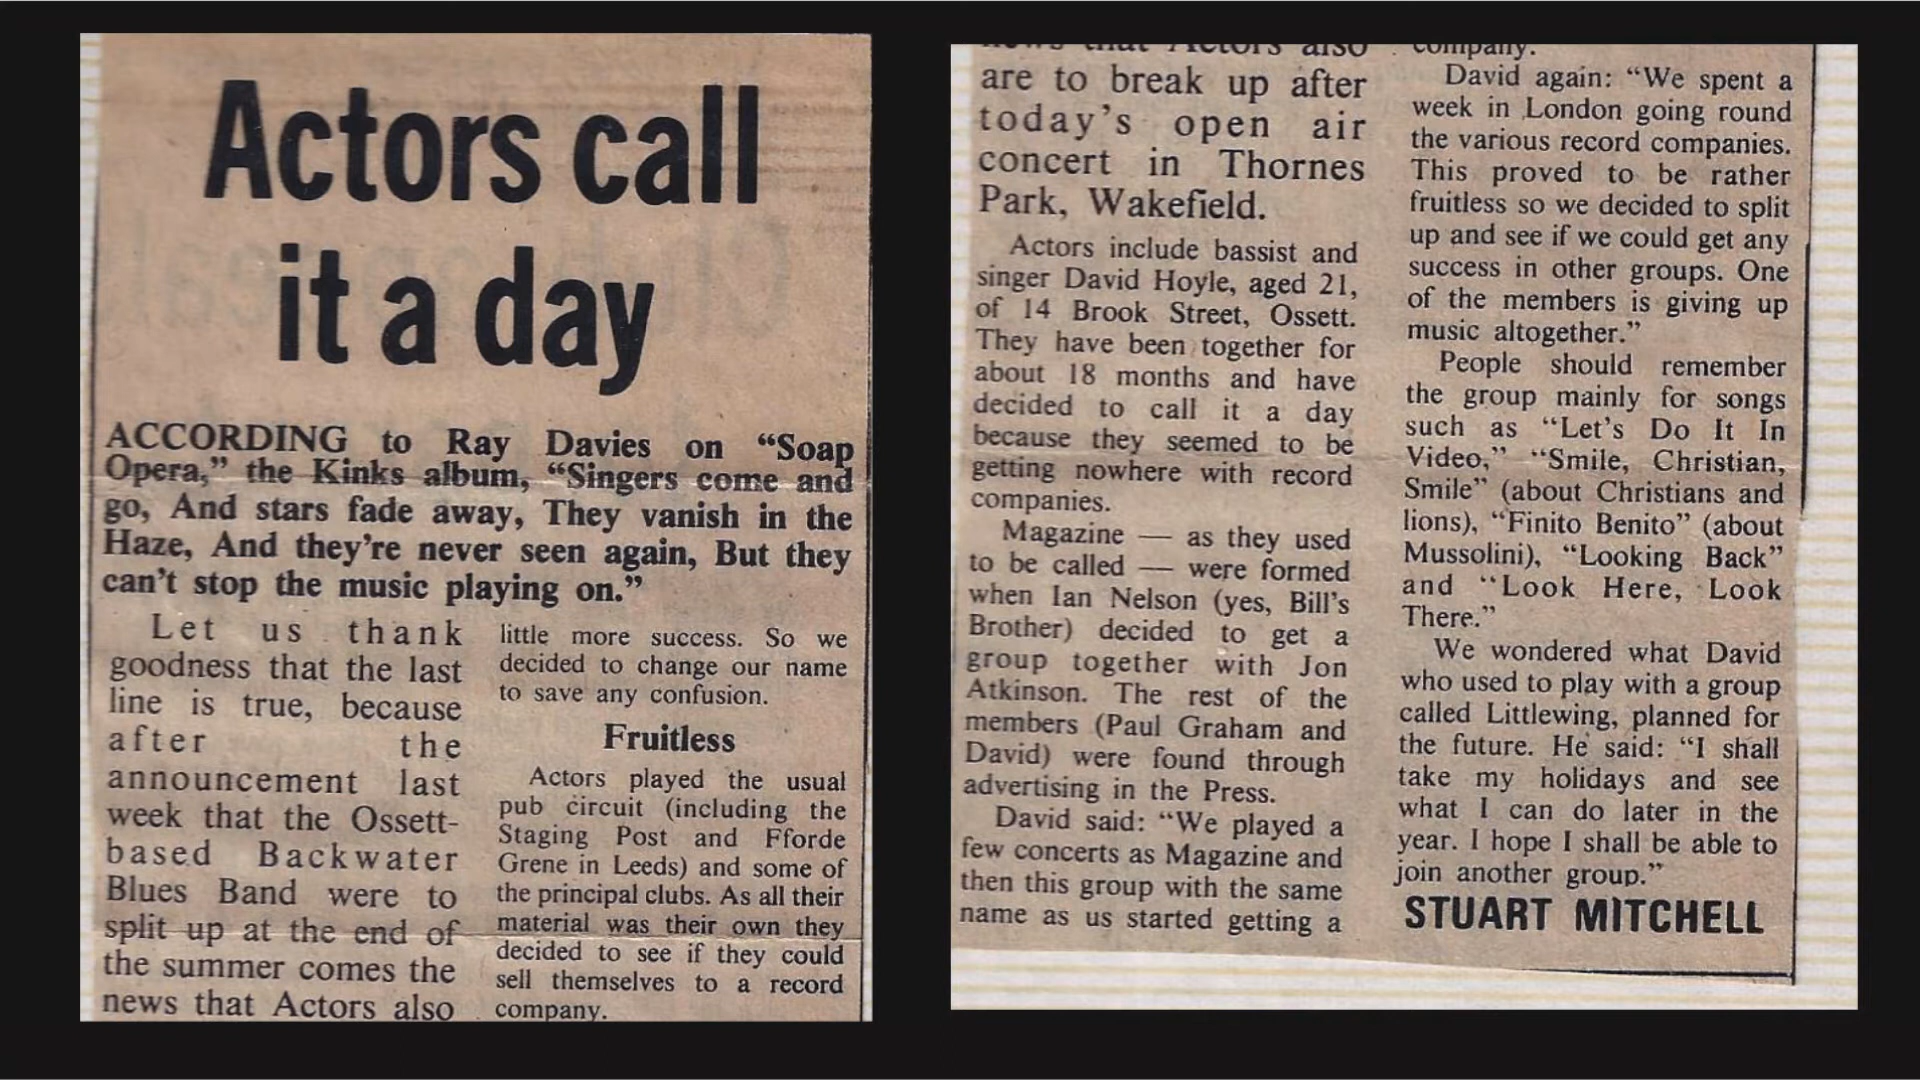 Actors call
it a day
ACCORDING to Ray Davies on “Soap
Opera,” the Kinks album, “Singers come and
go, And stars fade away, They vanish in the
Haze, And they’re never seen again, But they
can’t stop the music playing on.”
Let us thank
goodness that the last
line is true, because
after the
announcement last
week that the Ossett-
based Backwater
Blues Band were to
split up at the end of
the summer comes the
news that Actors also
little more success. So we
decided to change our name
to save any confusion.
Fruitless
Actors played the usual
pub circuit (including the
Staging Post and Fforde
Grene in Leeds) and some of
the principal clubs. As all their
material was their own they
decided to see if they could
sell themselves to a record
company.
news that Actors also
are to break up after
today’s open air
concert in Thornes
Park, Wakefield.
Actors include bassist and
singer David Hoyle, aged 21,
of 14 Brook Street, Ossett.
They have been together for
about 18 months and have
decided to call it a day
because they seemed to be
getting nowhere with record
companies.
Magazine — as they used
to be called — were formed
when Ian Nelson (yes, Bill’s
Brother) decided to get a
group together with Jon
Atkinson. The rest of the
members (Paul Graham and
David) were found through
advertising in the Press.
David said: “We played a
few concerts as Magazine and
then this group with the same
name as us started getting a
company.
David again: “We spent a
week in London going round
the various record companies.
This proved to be rather
fruitless so we decided to split
up and see if we could get any
success in other groups. One
of the members is giving up
music altogether.”
People should remember
the group mainly for songs
such as “Let’s Do It In
Video,” “Smile, Christian,
Smile” (about Christians and
lions), “Finito Benito” (about
Mussolini), “Looking Back”
and “Look Here, Look
There.”
We wondered what David
who used to play with a group
called Littlewing, planned for
the future. He said: “I shall
take my holidays and see
what I can do later in the
year. I hope I shall be able to
join another group.”
STUART MITCHELL